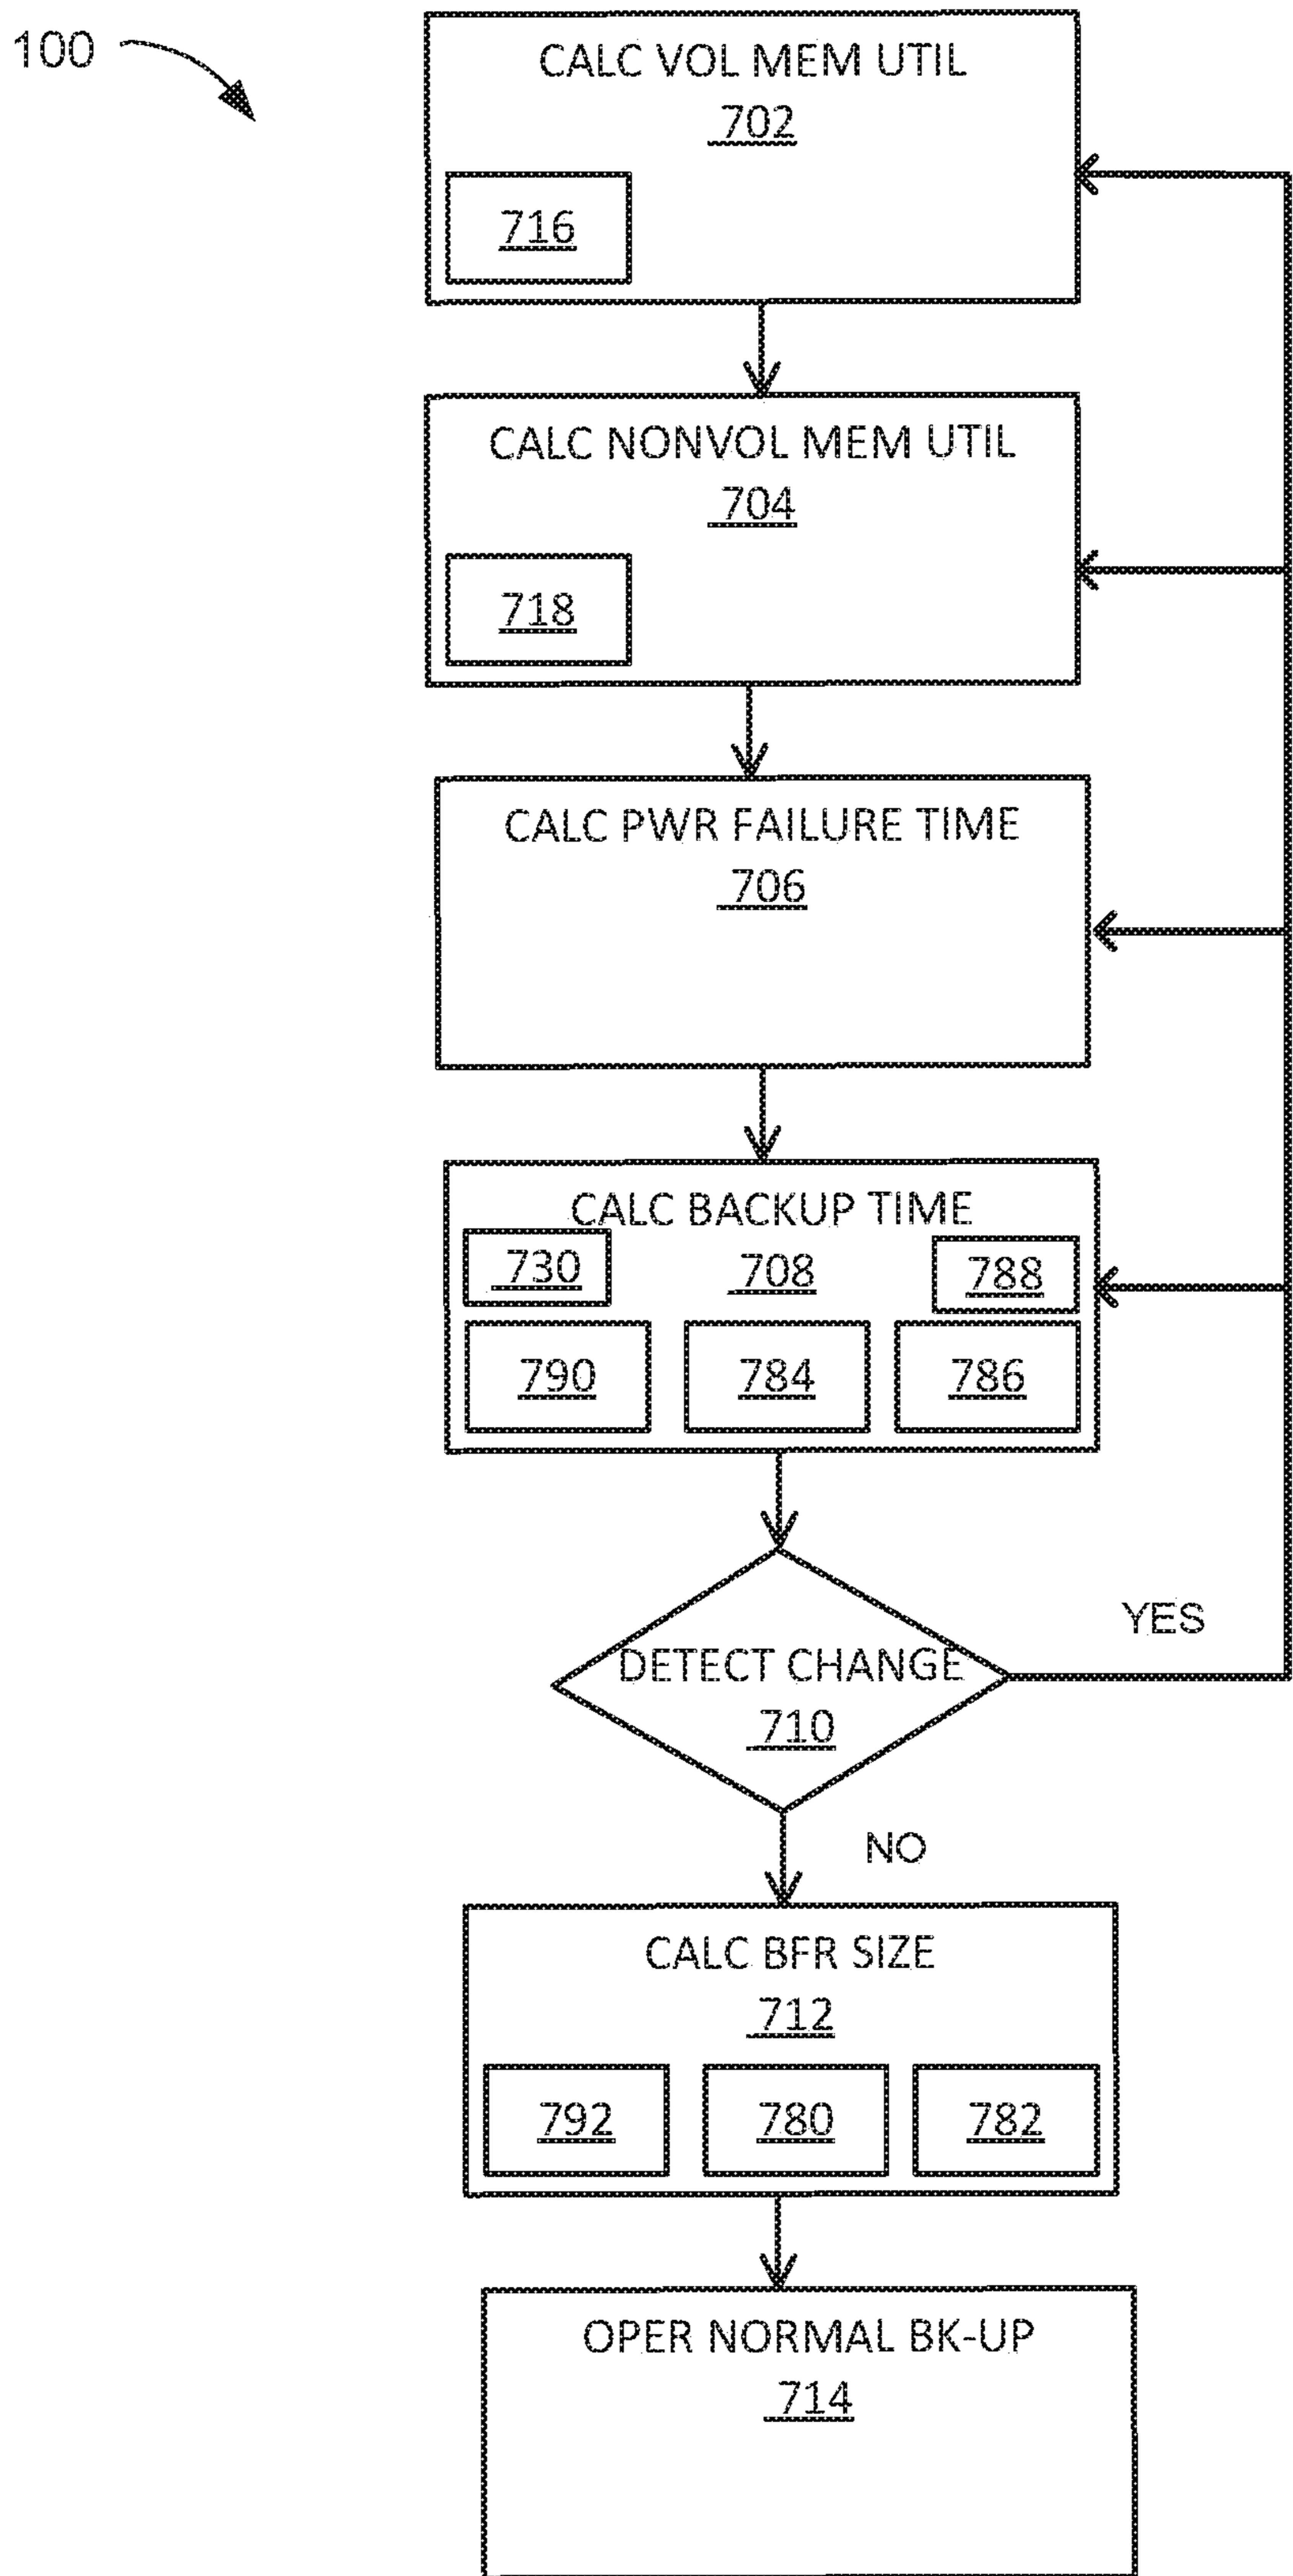 100
CALC VOL MEM UTIL
702
716
CALC NONVOL MEM UTIL
704
718
CALC PWR FAILURE TIME
706
CALC BACKUP TIME
730 708 788
790 784 786
DETECT CHANGE
710
YES
NO
CALC BFR SIZE
712
792 780 782
OPER NORMAL BK-UP
714